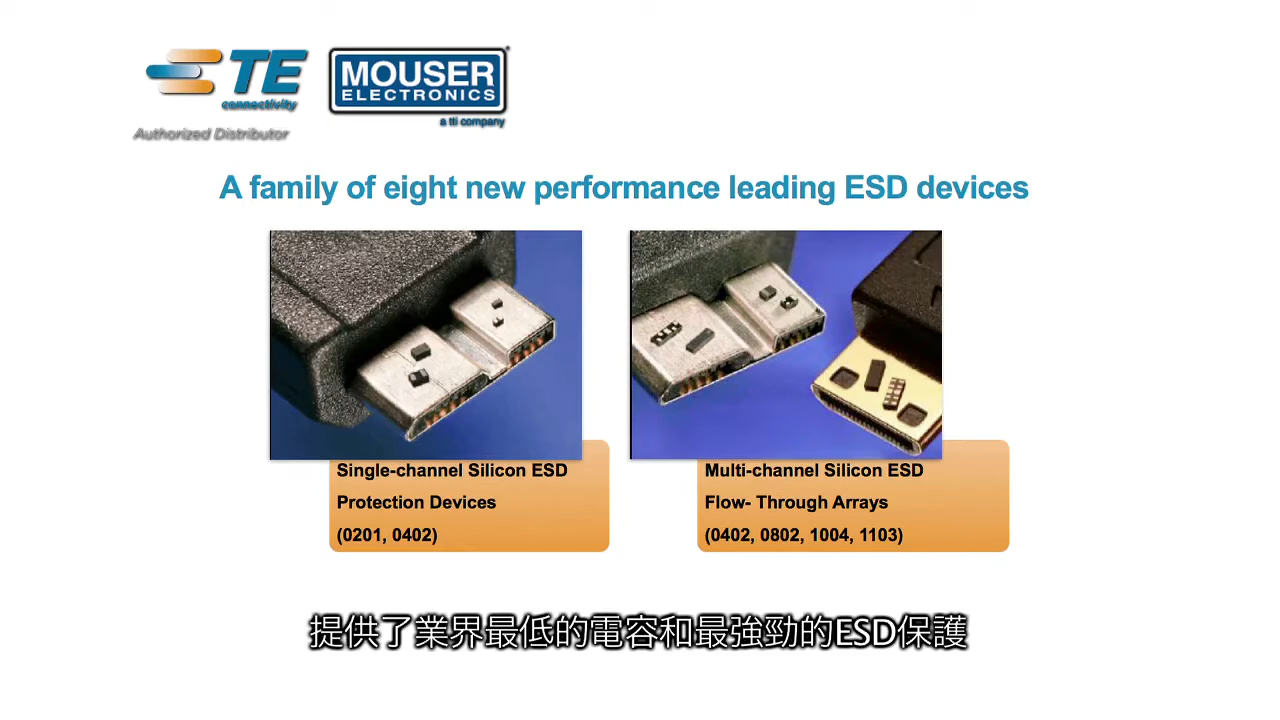 TE
connectivity
Authorized Distributor
MOUSER
ELECTRONICS
a tti company
A family of eight new performance leading ESD devices
Single-channel Silicon ESD
Protection Devices
(0201, 0402)
Multi-channel Silicon ESD
Flow- Through Arrays
(0402, 0802, 1004, 1103)
提供了業界最低的電容和最強勁的ESD保護